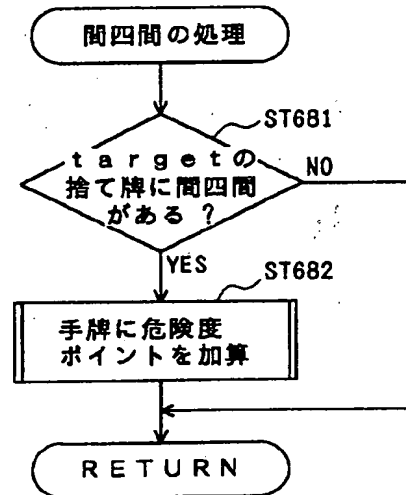 間四間の処理
ST681
targetの
捨て牌に間四間
がある ?
NO
YES
ST682
手牌に危険度
ポイントを加算
RETURN